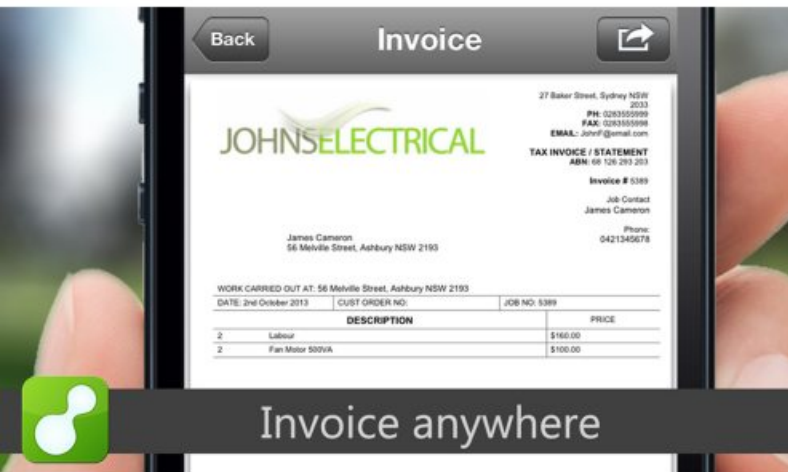 Back
Invoice
27 Baker Street, Sydney NSW
2033
PH: 0283555999
FAX: 0283555998
EMAIL: JohnF@email.com
JOHNSELECTRICAL
TAX INVOICE / STATEMENT
ABN: 68 126 293 203
Invoice # 5389
Job Contact
James Cameron
Phone:
0421345678
James Cameron
56 Melville Street, Ashbury NSW 2193
WORK CARRIED OUT AT: 56 Melville Street, Ashbury NSW 2193
DATE: 2nd October 2013 CUST ORDER NO: JOB NO: 5389
DESCRIPTION PRICE
2 Labour $160.00
2 Fan Motor 500VA $100.00
Invoice anywhere